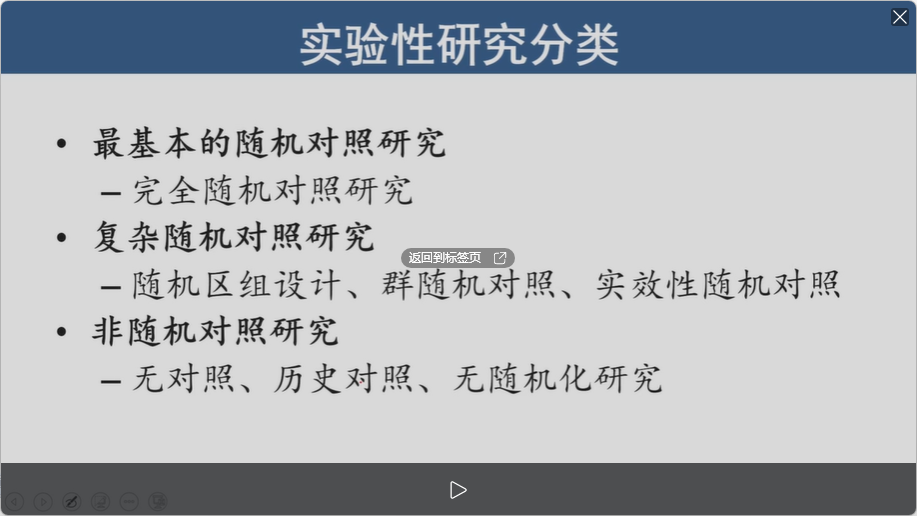 实验性研究分类
• 最基本的随机对照研究
– 完全随机对照研究
• 复杂随机对照研究
返回到标签页
– 随机区组设计、群随机对照、实效性随机对照
• 非随机对照研究
– 无对照、历史对照、无随机化研究